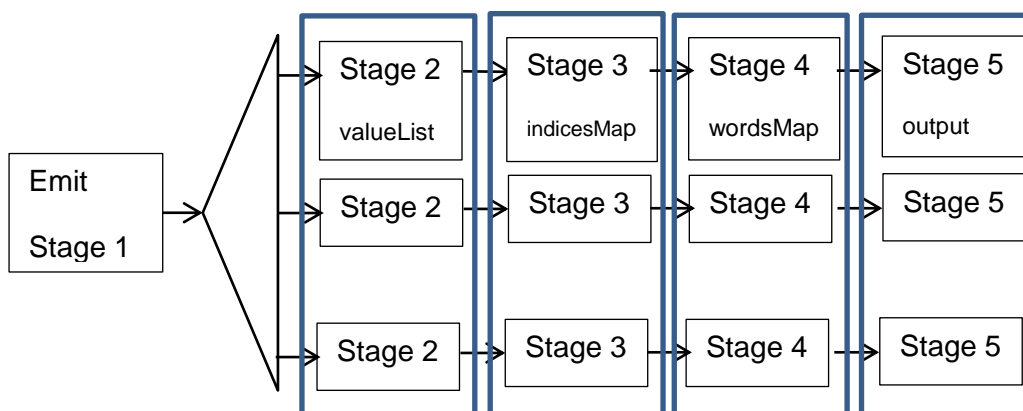 Emit
Stage 1
Stage 2
valueList
Stage 3
indicesMap
Stage 4
wordsMap
Stage 5
output
Stage 2
Stage 3
Stage 4
Stage 5
Stage 2
Stage 3
Stage 4
Stage 5